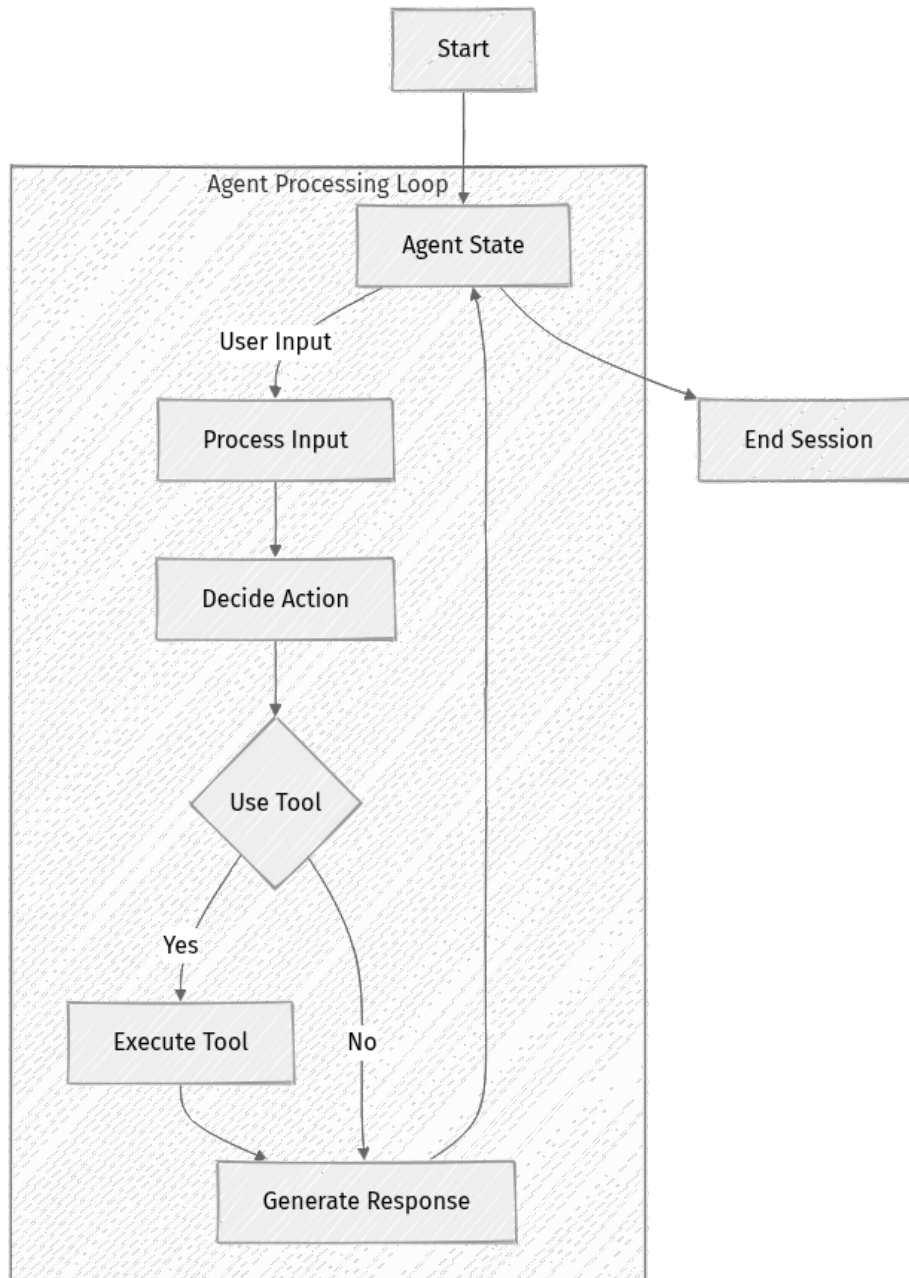 Start
Agent Processing Loop
Agent State
User Input
Process Input
End Session
Decide Action
Use Tool
Yes
Execute Tool
No
Generate Response